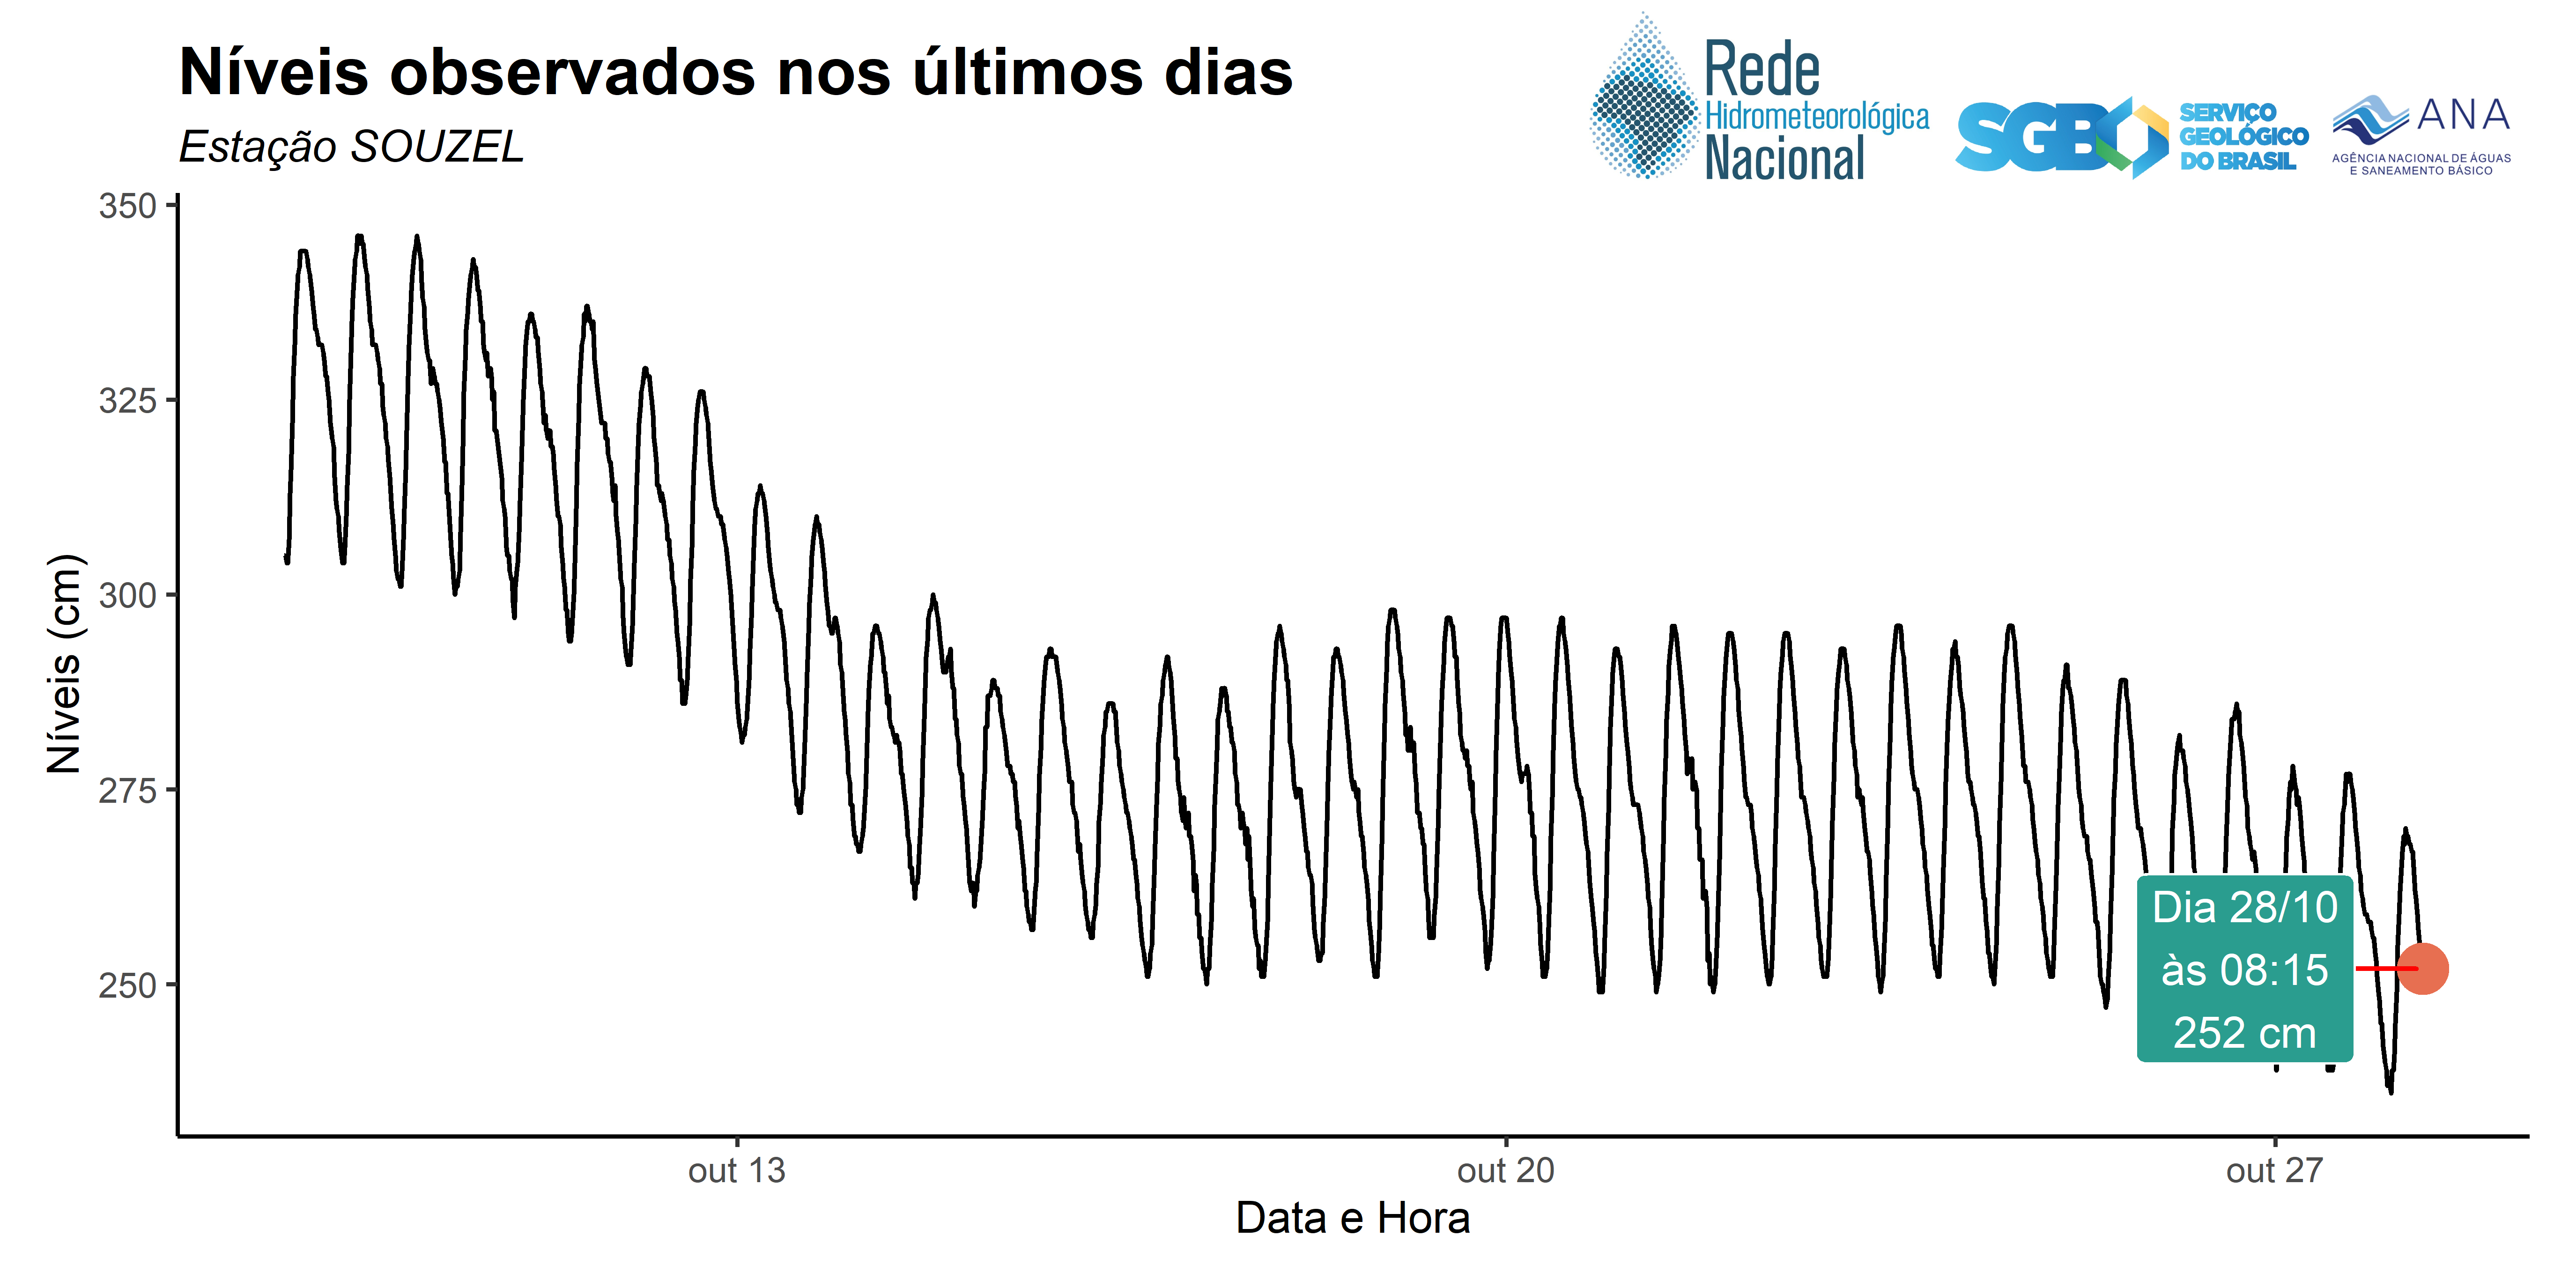 Níveis observados nos últimos dias
Estação SOUZEL
Rede
Hidrometeorológica
Nacional
SGB
SERVIÇO
GEOLÓGICO
DO BRASIL
ANA
AGÊNCIA NACIONAL DE ÁGUAS
E SANEAMENTO BÁSICO
Níveis (cm)
350
325
300
275
250
Dia 28/10
às 08:15
252 cm
out 13
out 20
out 27
Data e Hora